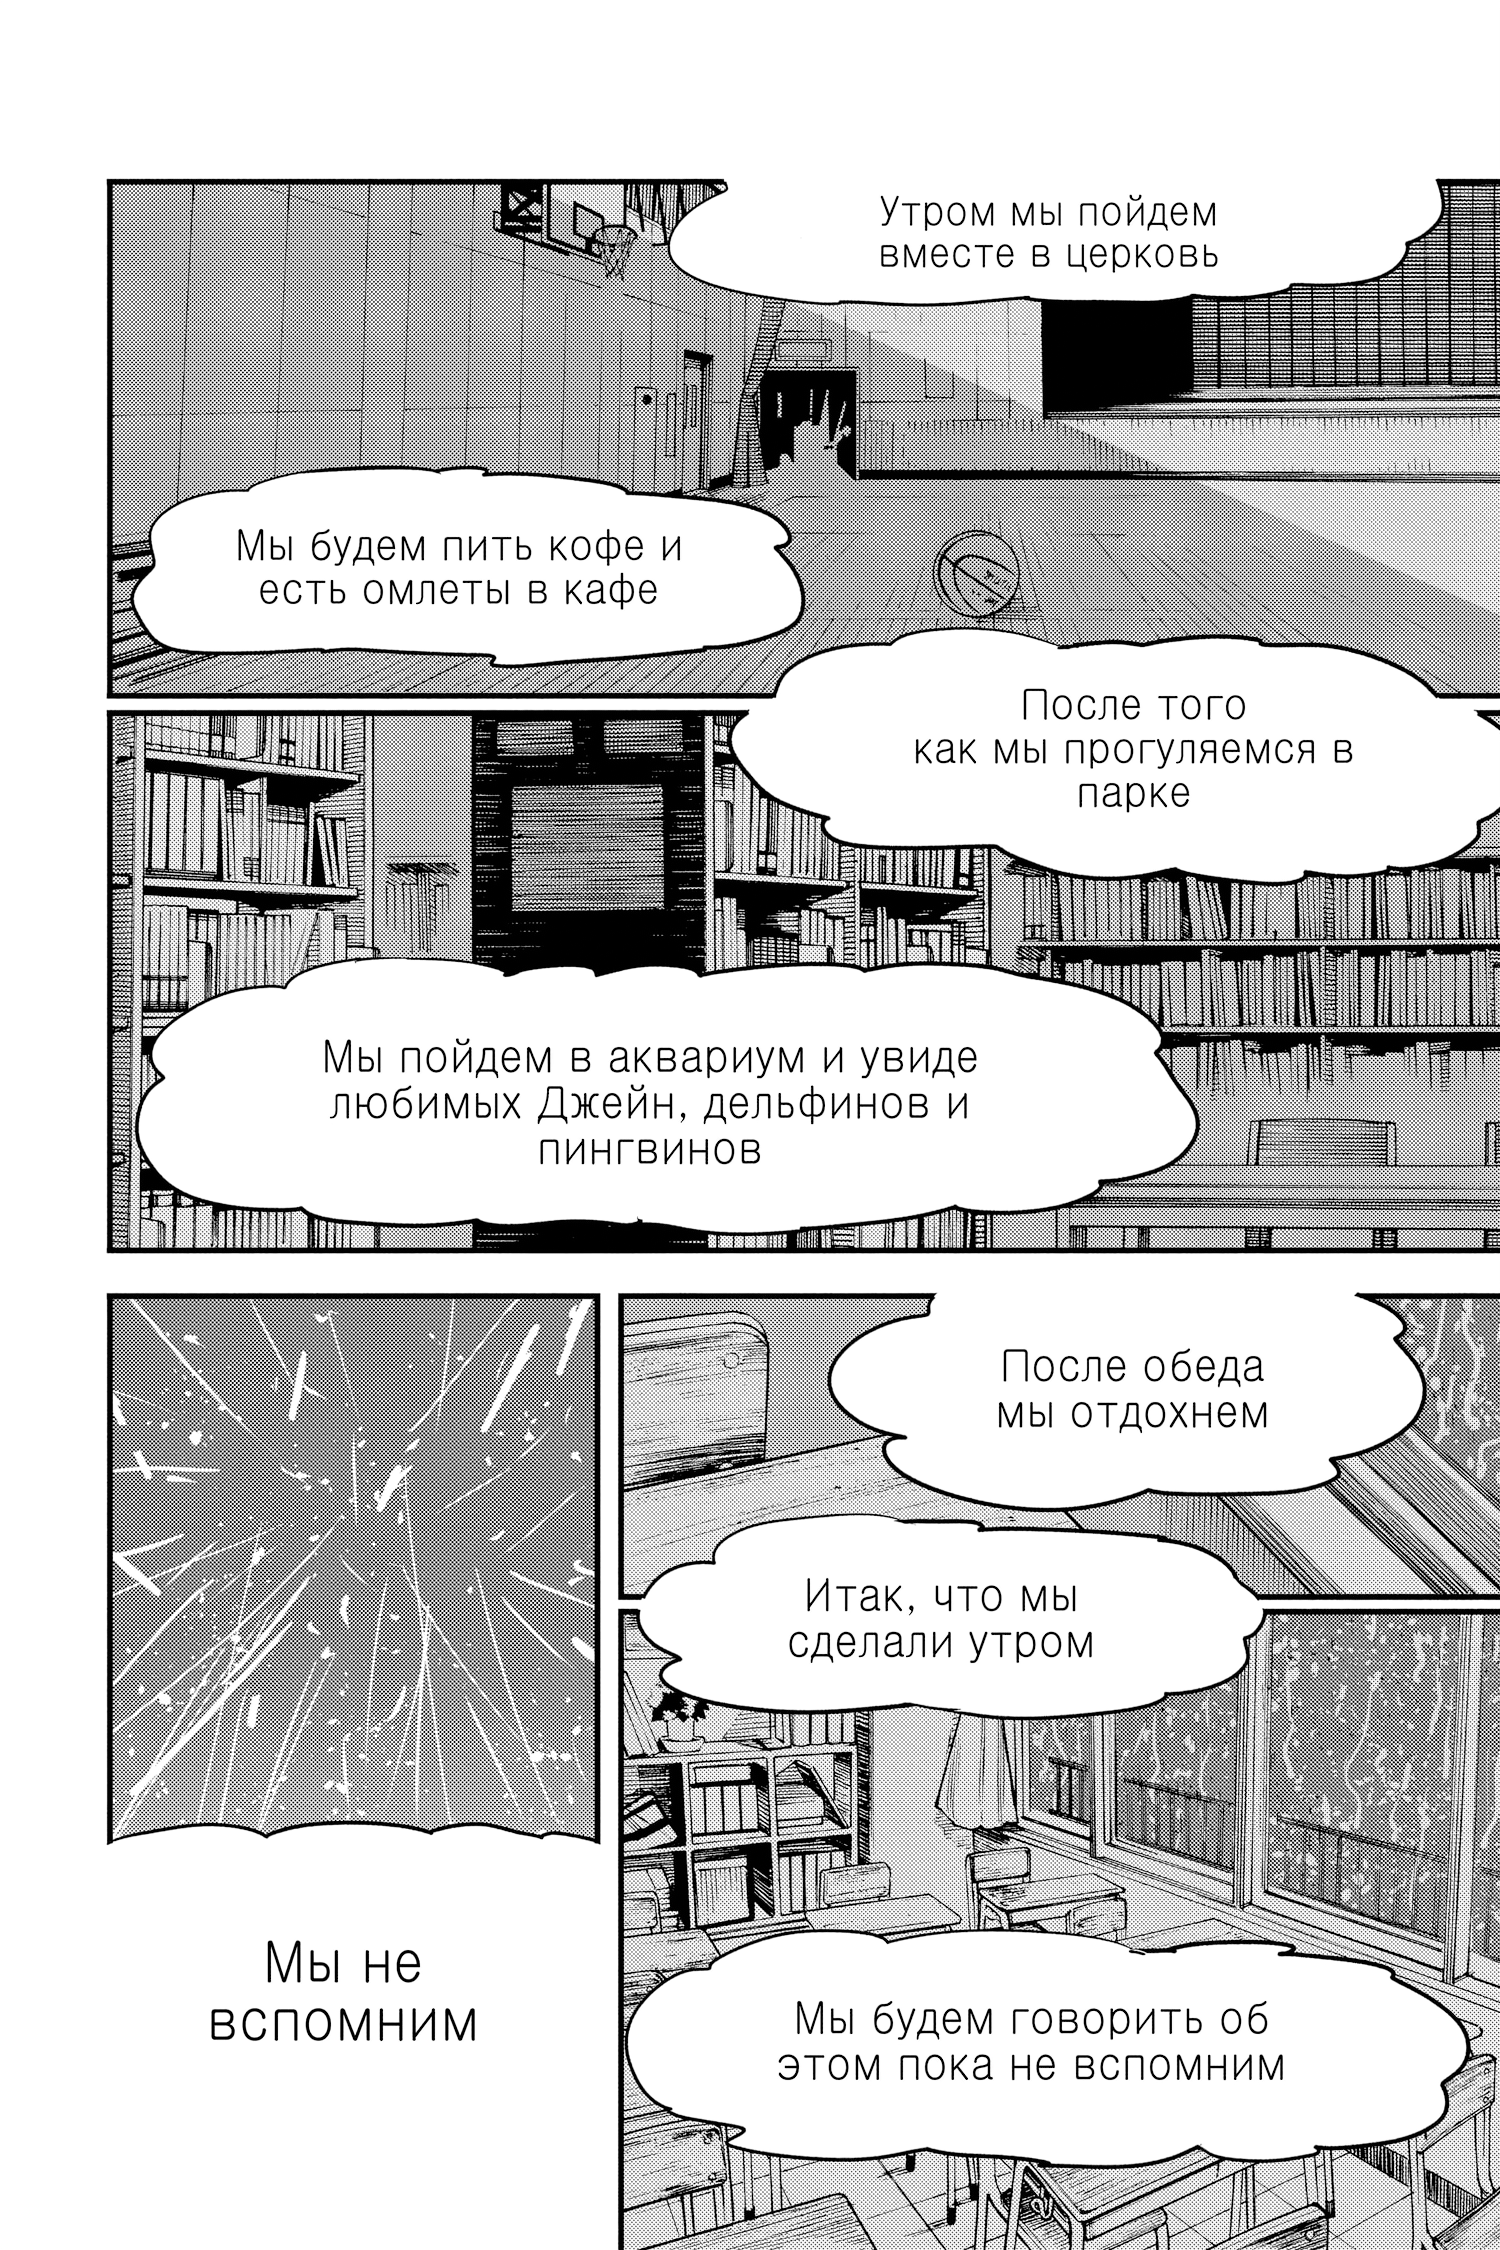 Утром мы пойдем
вместе в церковь
Мы будем пить кофе и
есть омлеты в кафе
После того
как мы прогуляемся в
парке
Мы пойдем в аквариум и увиде
любимых Джейн, дельфинов и
пингвинов
После обеда
мы отдохнем
Итак, что мы
сделали утром
Мы будем говорить об
этом пока не вспомним
Мы не
вспомним